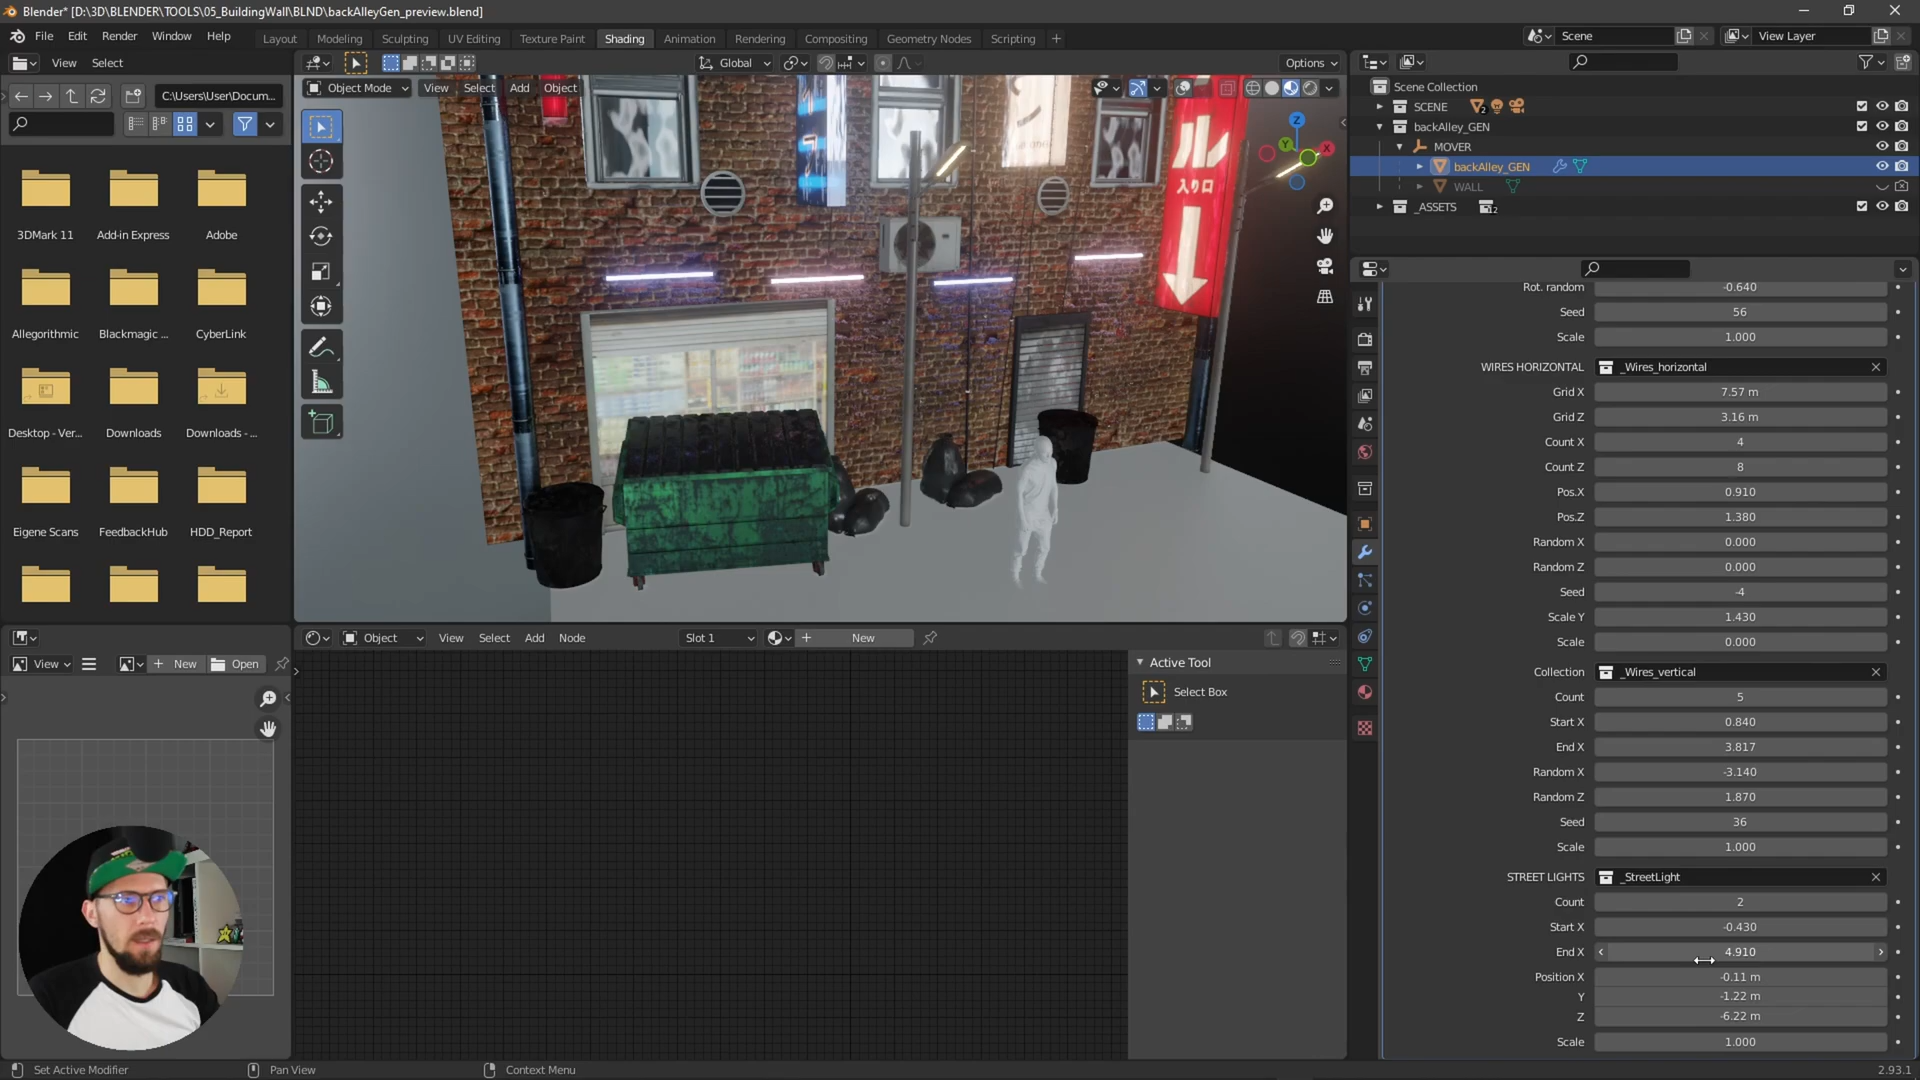 Blender* [D:\3D\BLENDER\TOOLS\05_BuildingWall\BLND\backAlleyGen_preview.blend]
File Edit Render Window Help
Layout Modeling Sculpting UV Editing Texture Paint Shading Animation Rendering Compositing Geometry Nodes Scripting
Scene
View Layer
View Select
Global
Options
C:\Users\User\Docum...
Object Mode View Select Add Object
3DMark 11
Add-in Express
Adobe
Allegorithmic
Blackmagic ...
CyberLink
Desktop - Ver...
Downloads
Downloads - ...
Eigene Scans
FeedbackHub
HDD_Report
ル
入り口
Z
Y
X
Scene Collection
SCENE 2
backAlley_GEN
MOVER
backAlley_GEN
WALL
_ASSETS 12
Rot. random -0.640
Seed 56
Scale 1.000
WIRES HORIZONTAL _Wires_horizontal
Grid X 7.57 m
Grid Z 3.16 m
Count X 4
Count Z 8
Pos.X 0.910
Pos.Z 1.380
Random X 0.000
Random Z 0.000
Seed -4
Scale Y 1.430
Scale 0.000
Collection _Wires_vertical
Count 5
Start X 0.840
End X 3.817
Random X -3.140
Random Z 1.870
Seed 36
Scale 1.000
STREET LIGHTS _StreetLight
Count 2
Start X -0.430
End X 4.910
Position X -0.11 m
Y -1.22 m
Z -6.22 m
Scale 1.000
Object View Select Add Node
Slot 1
New
View
New
Open
Active Tool
Select Box
Set Active Modifier
Pan View
Context Menu
2.93.1